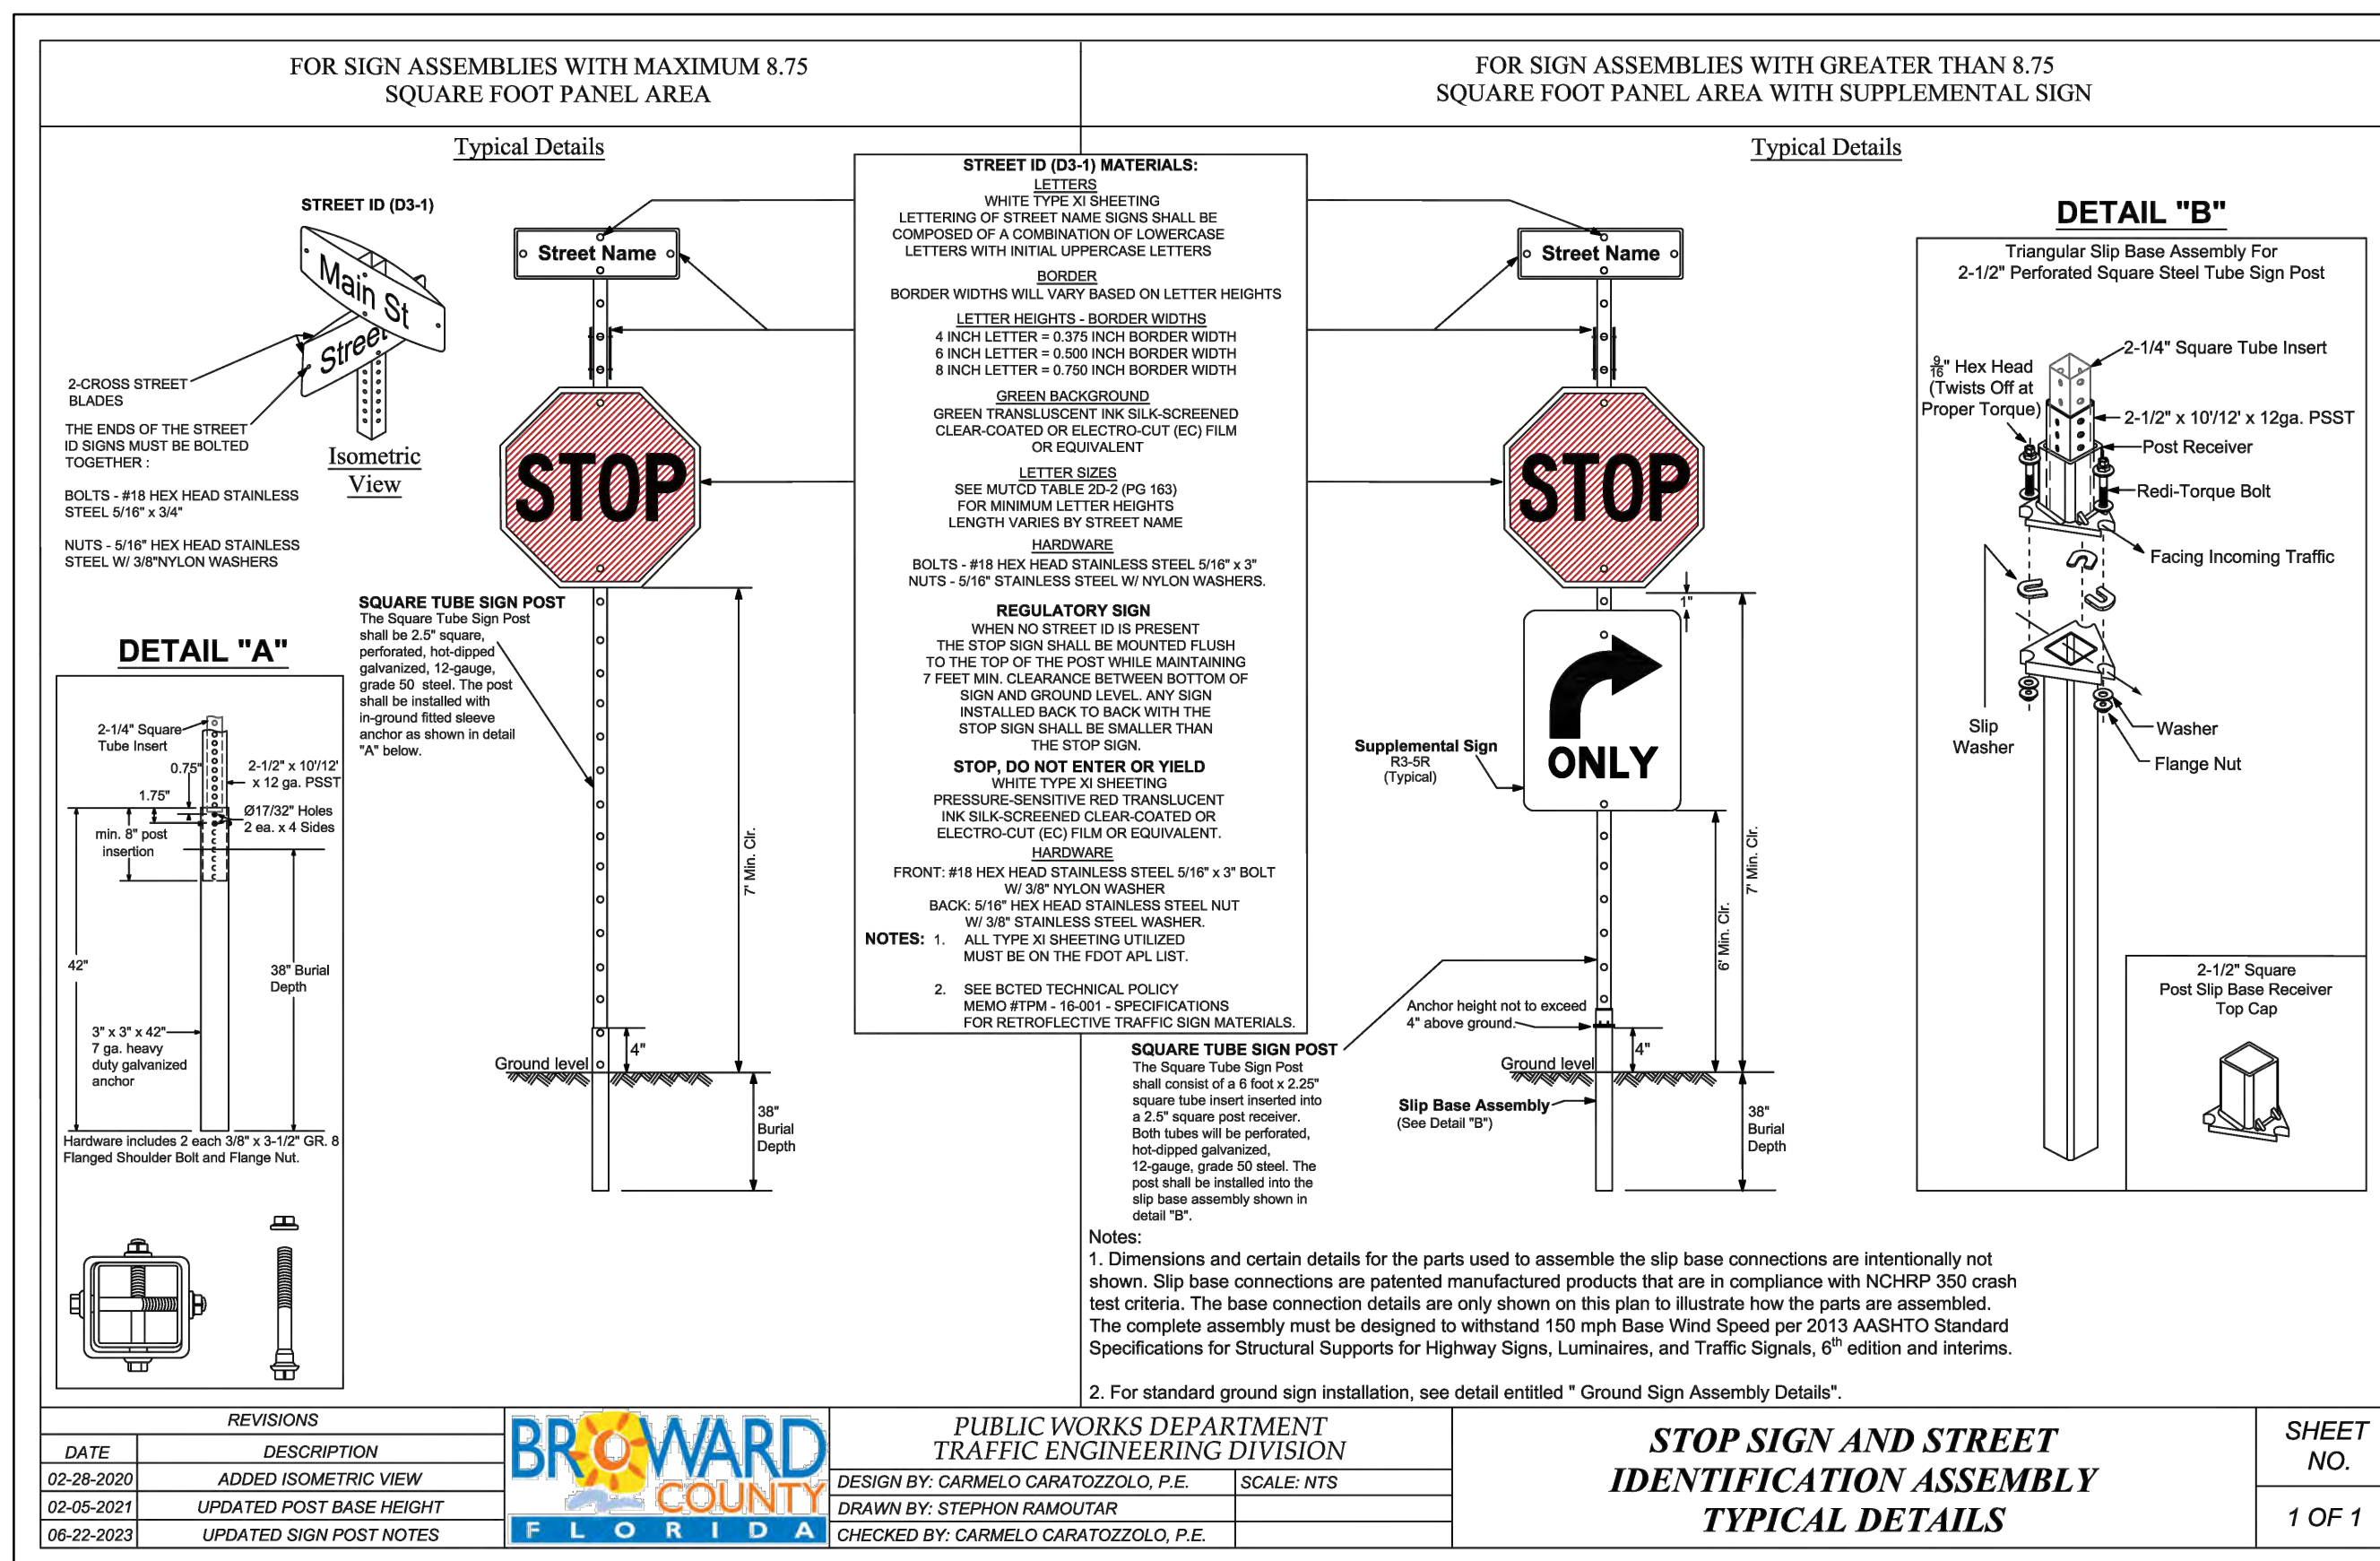 FOR SIGN ASSEMBLIES WITH MAXIMUM 8.75
SQUARE FOOT PANEL AREA
FOR SIGN ASSEMBLIES WITH GREATER THAN 8.75
SQUARE FOOT PANEL AREA WITH SUPPLEMENTAL SIGN
Typical Details
STREET ID (D3-1)
Main St
Street
2-CROSS STREET
BLADES
THE ENDS OF THE STREET
ID SIGNS MUST BE BOLTED
TOGETHER :
BOLTS - #18 HEX HEAD STAINLESS
STEEL 5/16" x 3/4"
NUTS - 5/16" HEX HEAD STAINLESS
STEEL W/ 3/8"NYLON WASHERS
Isometric
View
Street Name
STOP
SQUARE TUBE SIGN POST
The Square Tube Sign Post
shall be 2.5" square,
perforated, hot-dipped
galvanized, 12-gauge,
grade 50 steel. The post
shall be installed with
in-ground fitted sleeve
anchor as shown in detail
"A" below.
7' Min. Clr.
4"
Ground level
38"
Burial
Depth
DETAIL "A"
2-1/4" Square
Tube Insert
0.75"
2-1/2" x 10'/12'
x 12 ga. PSST
1.75"
Ø17/32" Holes
2 ea. x 4 Sides
min. 8" post
insertion
42"
38" Burial
Depth
3" x 3" x 42"
7 ga. heavy
duty galvanized
anchor
Hardware includes 2 each 3/8" x 3-1/2" GR. 8
Flanged Shoulder Bolt and Flange Nut.
STREET ID (D3-1) MATERIALS:
LETTERS
WHITE TYPE XI SHEETING
LETTERING OF STREET NAME SIGNS SHALL BE
COMPOSED OF A COMBINATION OF LOWERCASE
LETTERS WITH INITIAL UPPERCASE LETTERS
BORDER
BORDER WIDTHS WILL VARY BASED ON LETTER HEIGHTS
LETTER HEIGHTS - BORDER WIDTHS
4 INCH LETTER = 0.375 INCH BORDER WIDTH
6 INCH LETTER = 0.500 INCH BORDER WIDTH
8 INCH LETTER = 0.750 INCH BORDER WIDTH
GREEN BACKGROUND
GREEN TRANSLUSCENT INK SILK-SCREENED
CLEAR-COATED OR ELECTRO-CUT (EC) FILM
OR EQUIVALENT
LETTER SIZES
SEE MUTCD TABLE 2D-2 (PG 163)
FOR MINIMUM LETTER HEIGHTS
LENGTH VARIES BY STREET NAME
HARDWARE
BOLTS - #18 HEX HEAD STAINLESS STEEL 5/16" x 3"
NUTS - 5/16" STAINLESS STEEL W/ NYLON WASHERS.
REGULATORY SIGN
WHEN NO STREET ID IS PRESENT
THE STOP SIGN SHALL BE MOUNTED FLUSH
TO THE TOP OF THE POST WHILE MAINTAINING
7 FEET MIN. CLEARANCE BETWEEN BOTTOM OF
SIGN AND GROUND LEVEL. ANY SIGN
INSTALLED BACK TO BACK WITH THE
STOP SIGN SHALL BE SMALLER THAN
THE STOP SIGN.
STOP, DO NOT ENTER OR YIELD
WHITE TYPE XI SHEETING
PRESSURE-SENSITIVE RED TRANSLUCENT
INK SILK-SCREENED CLEAR-COATED OR
ELECTRO-CUT (EC) FILM OR EQUIVALENT.
HARDWARE
FRONT: #18 HEX HEAD STAINLESS STEEL 5/16" x 3" BOLT
W/ 3/8" NYLON WASHER
BACK: 5/16" HEX HEAD STAINLESS STEEL NUT
W/ 3/8" STAINLESS STEEL WASHER.
NOTES: 1. ALL TYPE XI SHEETING UTILIZED
MUST BE ON THE FDOT APL LIST.
2. SEE BCTED TECHNICAL POLICY
MEMO #TPM - 16-001 - SPECIFICATIONS
FOR RETROFLECTIVE TRAFFIC SIGN MATERIALS.
Typical Details
Street Name
STOP
1"
ONLY
Supplemental Sign
R3-5R
(Typical)
7' Min. Clr.
6' Min. Clr.
Anchor height not to exceed
4" above ground.
4"
Ground level
Slip Base Assembly
(See Detail "B")
38"
Burial
Depth
SQUARE TUBE SIGN POST
The Square Tube Sign Post
shall consist of a 6 foot x 2.25"
square tube insert inserted into
a 2.5" square post receiver.
Both tubes will be perforated,
hot-dipped galvanized,
12-gauge, grade 50 steel. The
post shall be installed into the
slip base assembly shown in
detail "B".
DETAIL "B"
Triangular Slip Base Assembly For
2-1/2" Perforated Square Steel Tube Sign Post
9/16" Hex Head
(Twists Off at
Proper Torque)
2-1/4" Square Tube Insert
2-1/2" x 10'/12' x 12ga. PSST
Post Receiver
Redi-Torque Bolt
Facing Incoming Traffic
Slip
Washer
Washer
Flange Nut
2-1/2" Square
Post Slip Base Receiver
Top Cap
Notes:
1. Dimensions and certain details for the parts used to assemble the slip base connections are intentionally not
shown. Slip base connections are patented manufactured products that are in compliance with NCHRP 350 crash
test criteria. The base connection details are only shown on this plan to illustrate how the parts are assembled.
The complete assembly must be designed to withstand 150 mph Base Wind Speed per 2013 AASHTO Standard
Specifications for Structural Supports for Highway Signs, Luminaires, and Traffic Signals, 6th edition and interims.
2. For standard ground sign installation, see detail entitled " Ground Sign Assembly Details".
REVISIONS
DATE DESCRIPTION
02-28-2020 ADDED ISOMETRIC VIEW
02-05-2021 UPDATED POST BASE HEIGHT
06-22-2023 UPDATED SIGN POST NOTES
BROWARD
COUNTY
FLORIDA
PUBLIC WORKS DEPARTMENT
TRAFFIC ENGINEERING DIVISION
DESIGN BY: CARMELO CARATOZZOLO, P.E. SCALE: NTS
DRAWN BY: STEPHON RAMOUTAR
CHECKED BY: CARMELO CARATOZZOLO, P.E.
STOP SIGN AND STREET
IDENTIFICATION ASSEMBLY
TYPICAL DETAILS
SHEET
NO.
1 OF 1